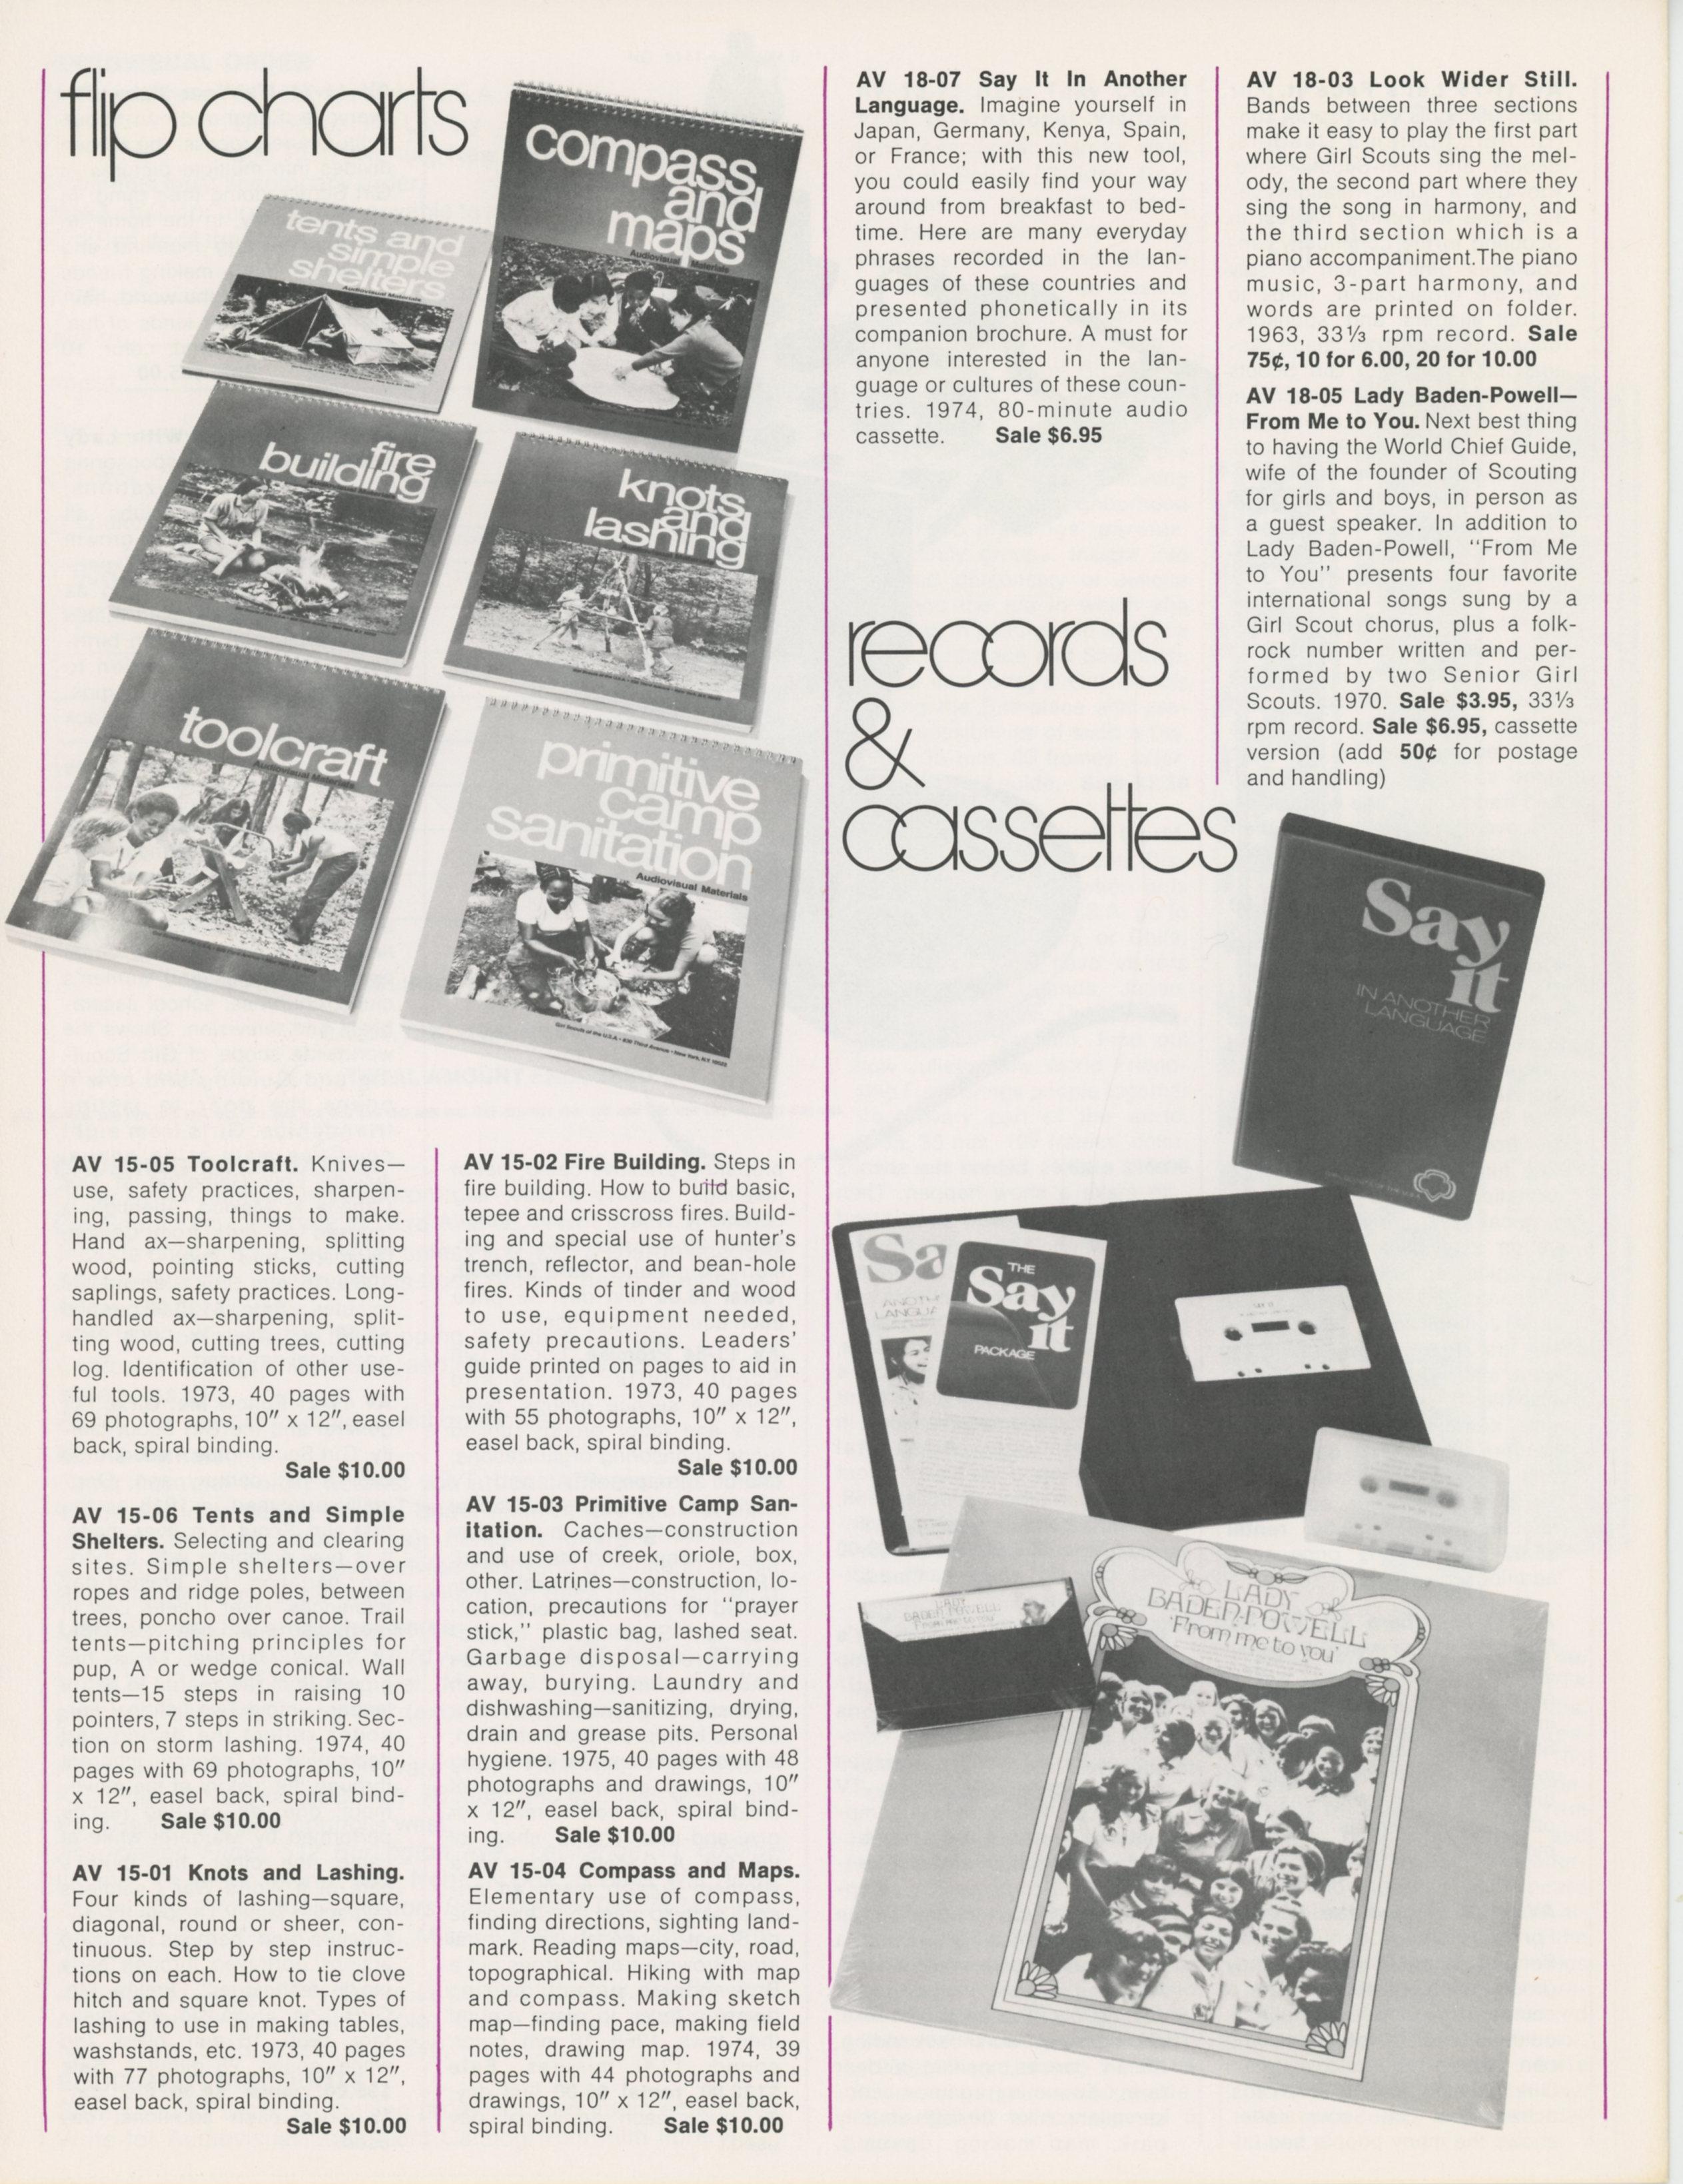 flip charts
compass
and
maps
Audiovisual Materials
tents and
simple
shelters
Audiovisual Materials
fire
building
knots
and
lashing
toolcraft
Audiovisual Materials
primitive
camp
sanitation
Audiovisual Materials
Girl Scouts of the U.S.A. • 830 Third Avenue • New York, N.Y. 10022
AV 15-05 Toolcraft. Knives—
use, safety practices, sharpen-
ing, passing, things to make.
Hand ax—sharpening, splitting
wood, pointing sticks, cutting
saplings, safety practices. Long-
handled ax—sharpening, split-
ting wood, cutting trees, cutting
log. Identification of other use-
ful tools. 1973, 40 pages with
69 photographs, 10″ x 12″, easel
back, spiral binding.
Sale $10.00
AV 15-06 Tents and Simple
Shelters. Selecting and clearing
sites. Simple shelters—over
ropes and ridge poles, between
trees, poncho over canoe. Trail
tents—pitching principles for
pup, A or wedge conical. Wall
tents—15 steps in raising 10
pointers, 7 steps in striking. Sec-
tion on storm lashing. 1974, 40
pages with 69 photographs, 10″
x 12″, easel back, spiral bind-
ing. Sale $10.00
AV 15-01 Knots and Lashing.
Four kinds of lashing—square,
diagonal, round or sheer, con-
tinuous. Step by step instruc-
tions on each. How to tie clove
hitch and square knot. Types of
lashing to use in making tables,
washstands, etc. 1973, 40 pages
with 77 photographs, 10″ x 12″,
easel back, spiral binding.
Sale $10.00
AV 15-02 Fire Building. Steps in
fire building. How to build basic,
tepee and crisscross fires. Build-
ing and special use of hunter's
trench, reflector, and bean-hole
fires. Kinds of tinder and wood
to use, equipment needed,
safety precautions. Leaders'
guide printed on pages to aid in
presentation. 1973, 40 pages
with 55 photographs, 10″ x 12″,
easel back, spiral binding.
Sale $10.00
AV 15-03 Primitive Camp San-
itation. Caches—construction
and use of creek, oriole, box,
other. Latrines—construction, lo-
cation, precautions for "prayer
stick," plastic bag, lashed seat.
Garbage disposal—carrying
away, burying. Laundry and
dishwashing—sanitizing, drying,
drain and grease pits. Personal
hygiene. 1975, 40 pages with 48
photographs and drawings, 10″
x 12″, easel back, spiral bind-
ing. Sale $10.00
AV 15-04 Compass and Maps.
Elementary use of compass,
finding directions, sighting land-
mark. Reading maps—city, road,
topographical. Hiking with map
and compass. Making sketch
map—finding pace, making field
notes, drawing map. 1974, 39
pages with 44 photographs and
drawings, 10″ x 12″, easel back,
spiral binding. Sale $10.00
AV 18-07 Say It In Another
Language. Imagine yourself in
Japan, Germany, Kenya, Spain,
or France; with this new tool,
you could easily find your way
around from breakfast to bed-
time. Here are many everyday
phrases recorded in the lan-
guages of these countries and
presented phonetically in its
companion brochure. A must for
anyone interested in the lan-
guage or cultures of these coun-
tries. 1974, 80-minute audio
cassette. Sale $6.95
records
&
cassettes
AV 18-03 Look Wider Still.
Bands between three sections
make it easy to play the first part
where Girl Scouts sing the mel-
ody, the second part where they
sing the song in harmony, and
the third section which is a
piano accompaniment.The piano
music, 3-part harmony, and
words are printed on folder.
1963, 33⅓ rpm record. Sale
75¢, 10 for 6.00, 20 for 10.00
AV 18-05 Lady Baden-Powell—
From Me to You. Next best thing
to having the World Chief Guide,
wife of the founder of Scouting
for girls and boys, in person as
a guest speaker. In addition to
Lady Baden-Powell, "From Me
to You" presents four favorite
international songs sung by a
Girl Scout chorus, plus a folk-
rock number written and per-
formed by two Senior Girl
Scouts. 1970. Sale $3.95, 33⅓
rpm record. Sale $6.95, cassette
version (add 50¢ for postage
and handling)
Say
it
IN ANOTHER
LANGUAGE
Sa
THE
Say
it
PACKAGE
LADY
BADEN-POWELL
"From me to you"
LADY
BADEN-POWELL
'From me to you'